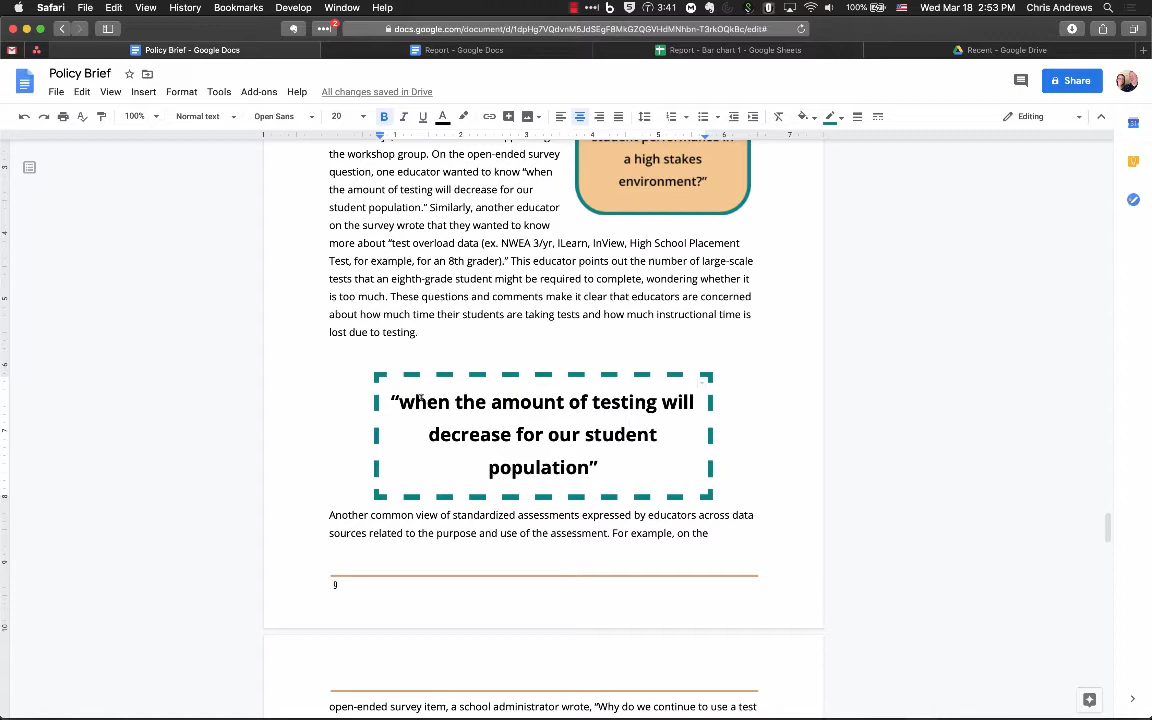 Safari File Edit View History Bookmarks Develop Window Help 3:41 100% Wed Mar 18 2:53 PM Chris Andrews
docs.google.com/document/d/1dpHg7VQdvnM5JdSEgF8MkGZQGVHdMNhbn-T3rkOQkBc/edit#
Policy Brief - Google Docs Report - Google Docs Report - Bar chart 1 - Google Sheets Recent - Google Drive
Policy Brief
File Edit View Insert Format Tools Add-ons Help All changes saved in Drive
Share
100% Normal text Open Sans 20 B I U A Editing
1 2 3 4 5 6 7
the workshop group. On the open-ended survey
question, one educator wanted to know “when
the amount of testing will decrease for our
student population.” Similarly, another educator
on the survey wrote that they wanted to know
a high stakes
environment?”
more about “test overload data (ex. NWEA 3/yr, ILearn, InView, High School Placement
Test, for example, for an 8th grader).” This educator points out the number of large-scale
tests that an eighth-grade student might be required to complete, wondering whether it
is too much. These questions and comments make it clear that educators are concerned
about how much time their students are taking tests and how much instructional time is
lost due to testing.
“when the amount of testing will
decrease for our student
population”
Another common view of standardized assessments expressed by educators across data
sources related to the purpose and use of the assessment. For example, on the
9
open-ended survey item, a school administrator wrote, “Why do we continue to use a test